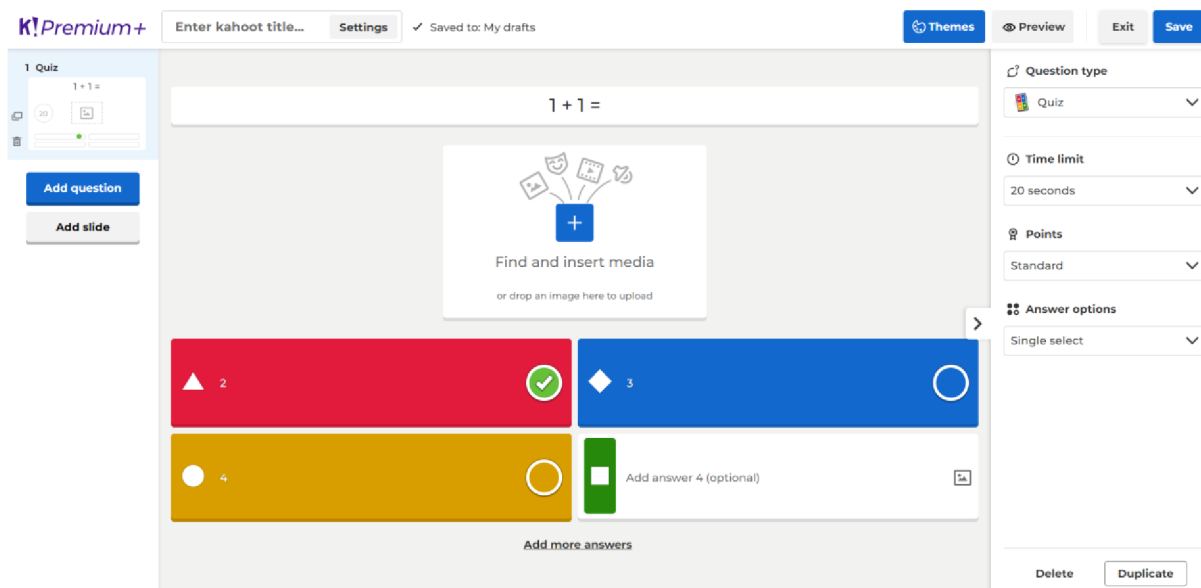 K! Premium+
Enter kahoot title...
Settings
Saved to: My drafts
Themes
Preview
Exit
Save
1 Quiz
1 + 1 =
20
Add question
Add slide
1 + 1 =
Find and insert media
or drop an image here to upload
2
3
4
Add answer 4 (optional)
Add more answers
Question type
Quiz
Time limit
20 seconds
Points
Standard
Answer options
Single select
Delete
Duplicate